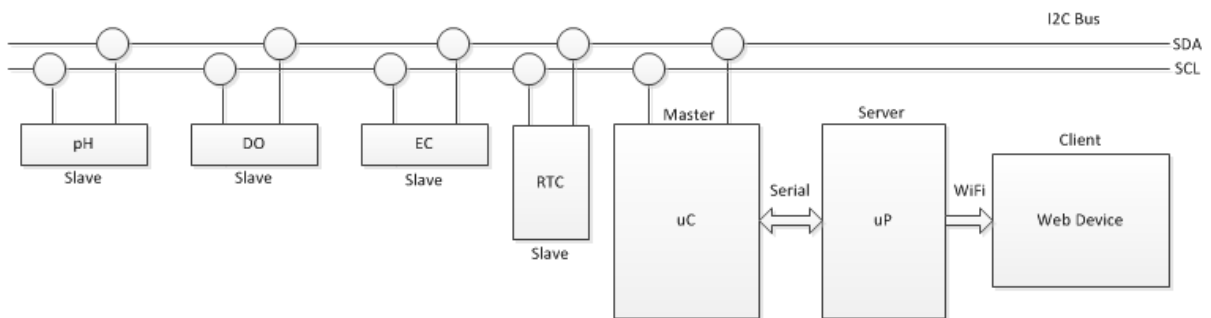 I2C Bus
SDA
SCL
Master
Server
pH
DO
EC
Client
Slave
Slave
Slave
RTC
Serial
WiFi
uC
uP
Web Device
Slave